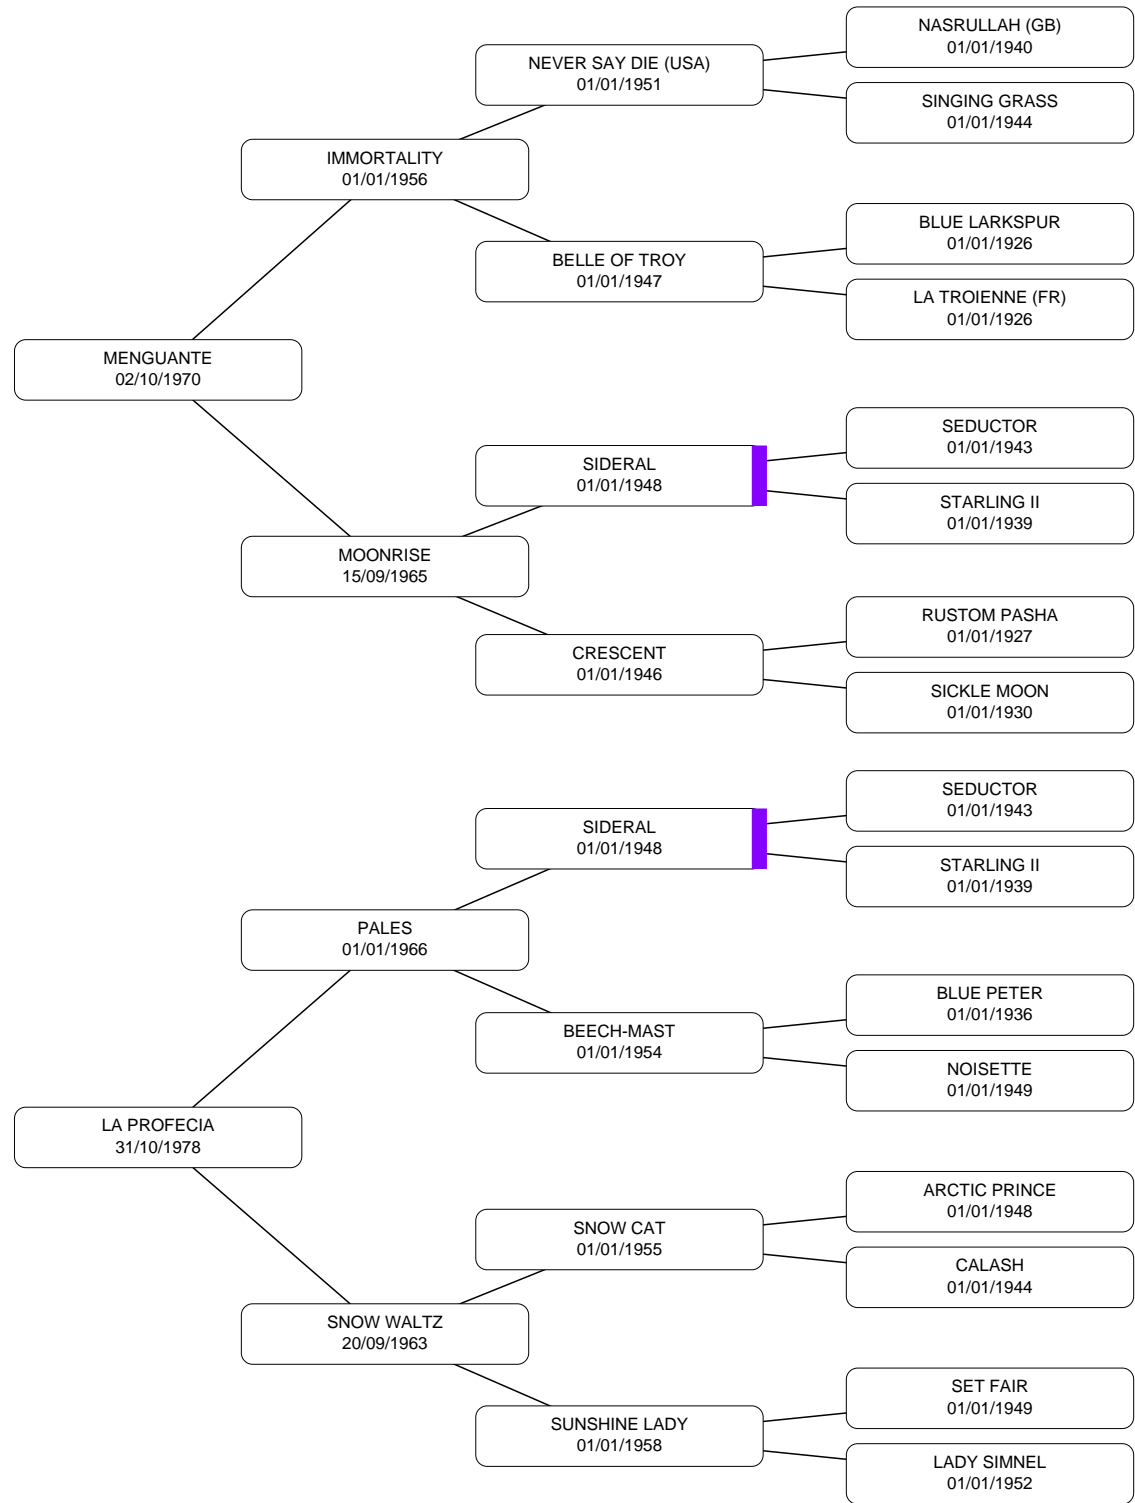 NASRULLAH (GB)
01/01/1940
NEVER SAY DIE (USA)
01/01/1951
SINGING GRASS
01/01/1944
IMMORTALITY
01/01/1956
BLUE LARKSPUR
01/01/1926
BELLE OF TROY
01/01/1947
LA TROIENNE (FR)
01/01/1926
MENGUANTE
02/10/1970
SEDUCTOR
01/01/1943
SIDERAL
01/01/1948
STARLING II
01/01/1939
MOONRISE
15/09/1965
RUSTOM PASHA
01/01/1927
CRESCENT
01/01/1946
SICKLE MOON
01/01/1930
SEDUCTOR
01/01/1943
SIDERAL
01/01/1948
STARLING II
01/01/1939
PALES
01/01/1966
BLUE PETER
01/01/1936
BEECH-MAST
01/01/1954
NOISETTE
01/01/1949
LA PROFECIA
31/10/1978
ARCTIC PRINCE
01/01/1948
SNOW CAT
01/01/1955
CALASH
01/01/1944
SNOW WALTZ
20/09/1963
SET FAIR
01/01/1949
SUNSHINE LADY
01/01/1958
LADY SIMNEL
01/01/1952